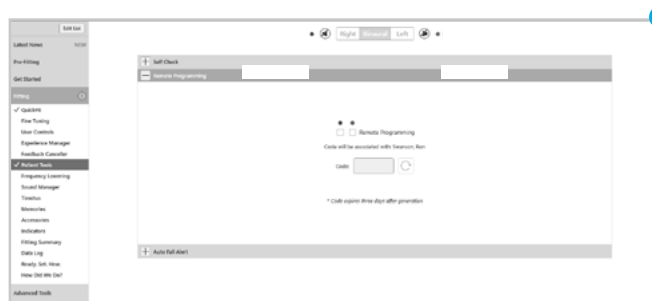 Edit List
Latest News NEW
Pre-Fitting
Get Started
Fitting
Quickfit
Fine Tuning
User Controls
Experience Manager
Feedback Canceller
Patient Tools
Frequency Lowering
Sound Manager
Tinnitus
Memories
Accessories
Indicators
Fitting Summary
Data Log
Ready. Set. Hear.
How Did We Do?
Advanced Tools
Right Binaural Left
Self Check
Remote Programming
Remote Programming
Code will be associated with Swanson, Ron
Code:
* Code expires three days after generation
Auto Fall Alert